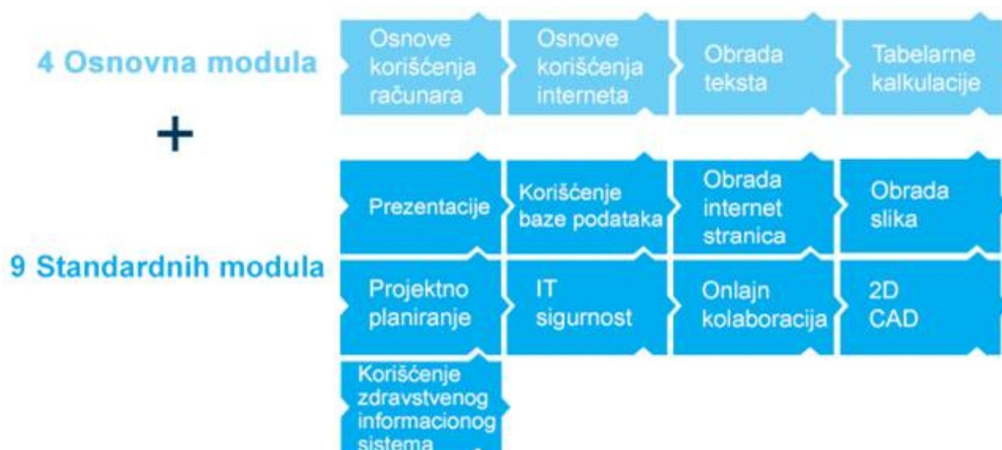 4 Osnovna modula
Osnove
korišćenja
računara
Osnove
korišćenja
interneta
Obrada
teksta
Tabelarne
kalkulacije
+
9 Standardnih modula
Prezentacije
Korišćenje
baze podataka
Obrada
internet
stranica
Obrada
slika
Projektno
planiranje
IT
sigurnost
Onlajn
kolaboracija
2D
CAD
Korišćenje
zdravstvenog
informacionog
sistema